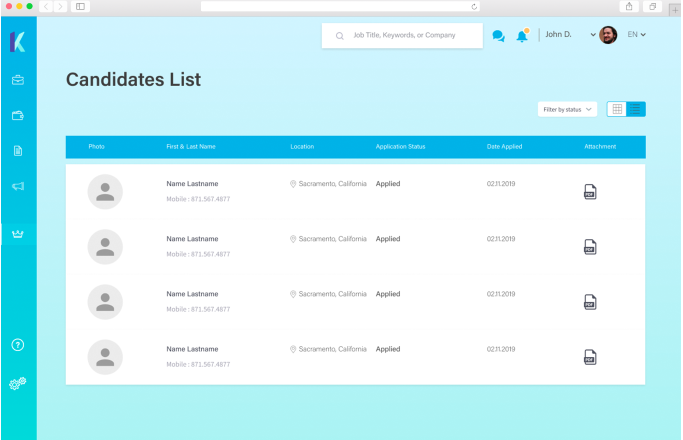 K
Job Title, Keywords, or Company
John D.
EN
Candidates List
Filter by status
Photo First & Last Name Location Application Status Date Applied Attachment
Name Lastname Sacramento, California Applied 02.11.2019 PDF
Mobile : 871.567.4877
Name Lastname Sacramento, California Applied 02.11.2019 PDF
Mobile : 871.567.4877
Name Lastname Sacramento, California Applied 02.11.2019 PDF
Mobile : 871.567.4877
Name Lastname Sacramento, California Applied 02.11.2019 PDF
Mobile : 871.567.4877
?